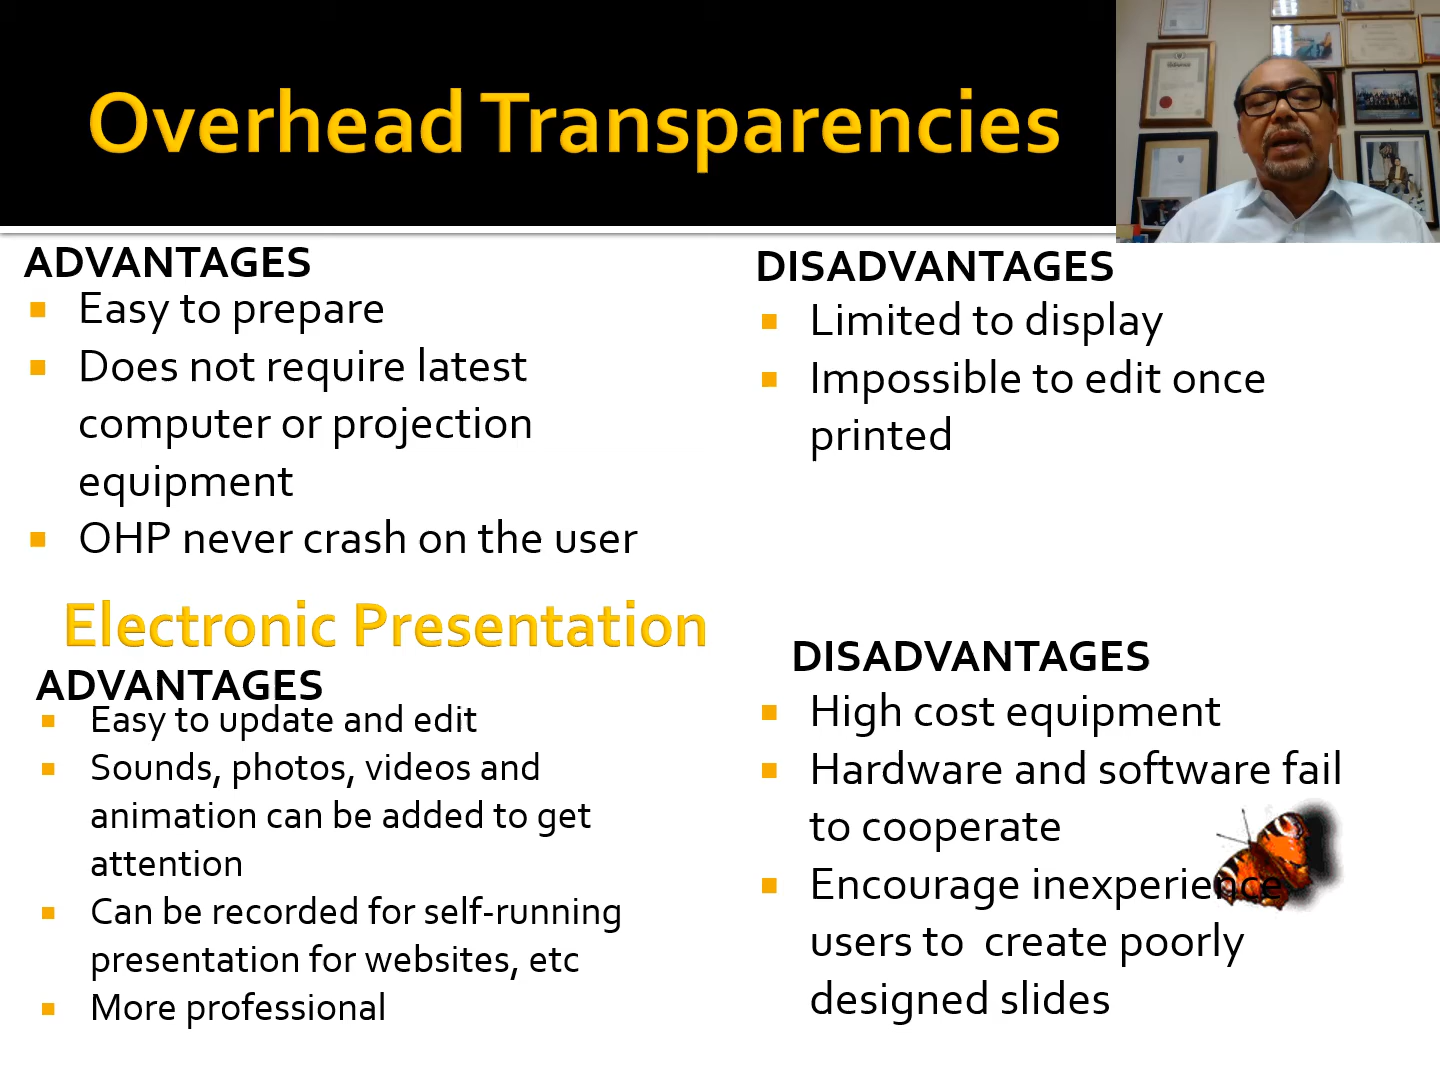 Overhead Transparencies
ADVANTAGES
Easy to prepare
Does not require latest
computer or projection
equipment
OHP never crash on the user
DISADVANTAGES
Limited to display
Impossible to edit once
printed
Electronic Presentation
ADVANTAGES
Easy to update and edit
Sounds, photos, videos and
animation can be added to get
attention
Can be recorded for self-running
presentation for websites, etc
More professional
DISADVANTAGES
High cost equipment
Hardware and software fail
to cooperate
Encourage inexperience
users to create poorly
designed slides